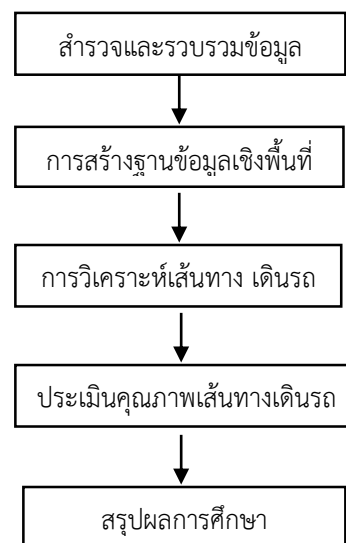 สำรวจและรวบรวมข้อมูล
การสร้างฐานข้อมูลเชิงพื้นที่
การวิเคราะห์เส้นทาง เดินรถ
ประเมินคุณภาพเส้นทางเดินรถ
สรุปผลการศึกษา